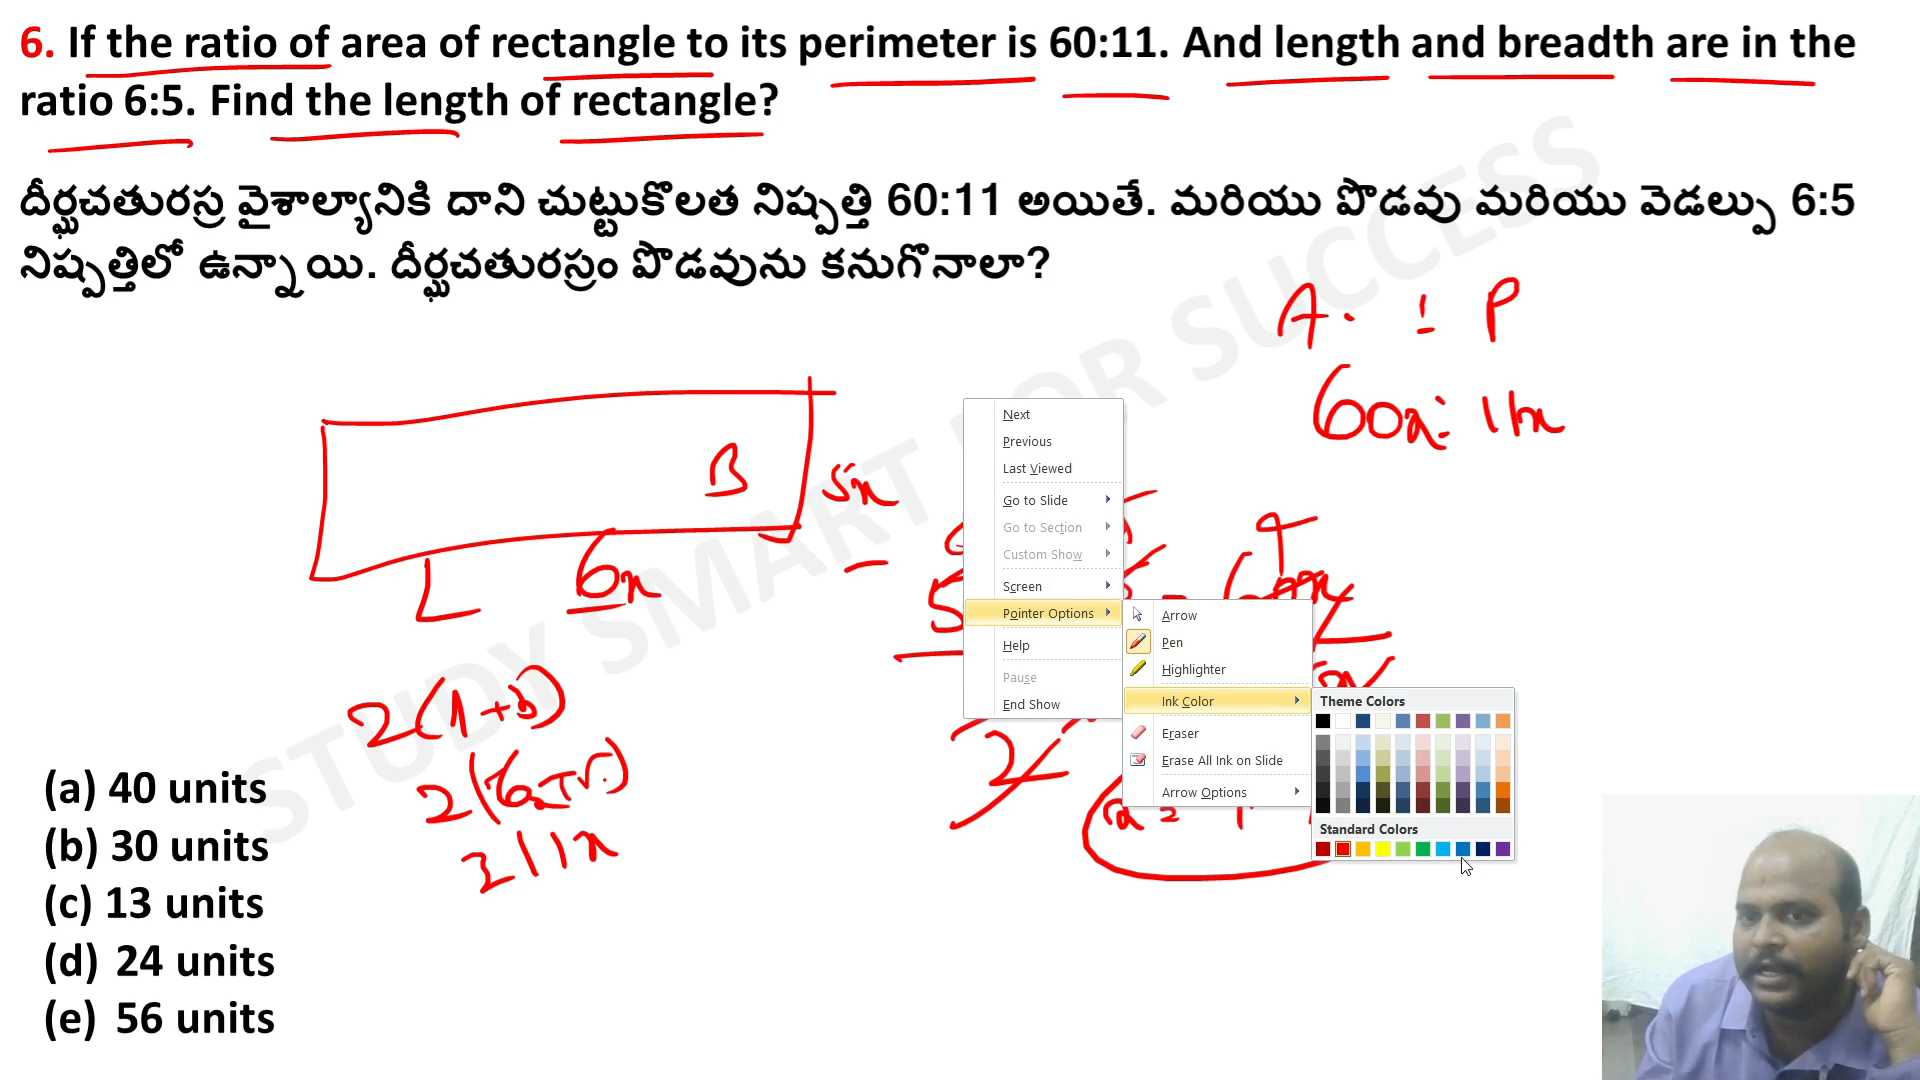 6. If the ratio of area of rectangle to its perimeter is 60:11. And length and breadth are in the
ratio 6:5. Find the length of rectangle?
దీర్ఘచతురస్ర వైశాల్యానికి దాని చుట్టుకొలత నిష్పత్తి 60:11 అయితే. మరియు పొడవు మరియు వెడల్పు 6:5
నిష్పత్తిలో ఉన్నాయి. దీర్ఘచతురస్రం పొడవును కనుగొనాలా?
A : P
60x : 11x
B
5x
L
6x
2(l+b)
2 11x
(a) 40 units
(b) 30 units
(c) 13 units
(d) 24 units
(e) 56 units
Next
Previous
Last Viewed
Go to Slide
Go to Section
Custom Show
Screen
Pointer Options
Help
Pause
End Show
Arrow
Pen
Highlighter
Ink Color
Eraser
Erase All Ink on Slide
Arrow Options
Theme Colors
Standard Colors
STUDY SMART FOR SUCCESS